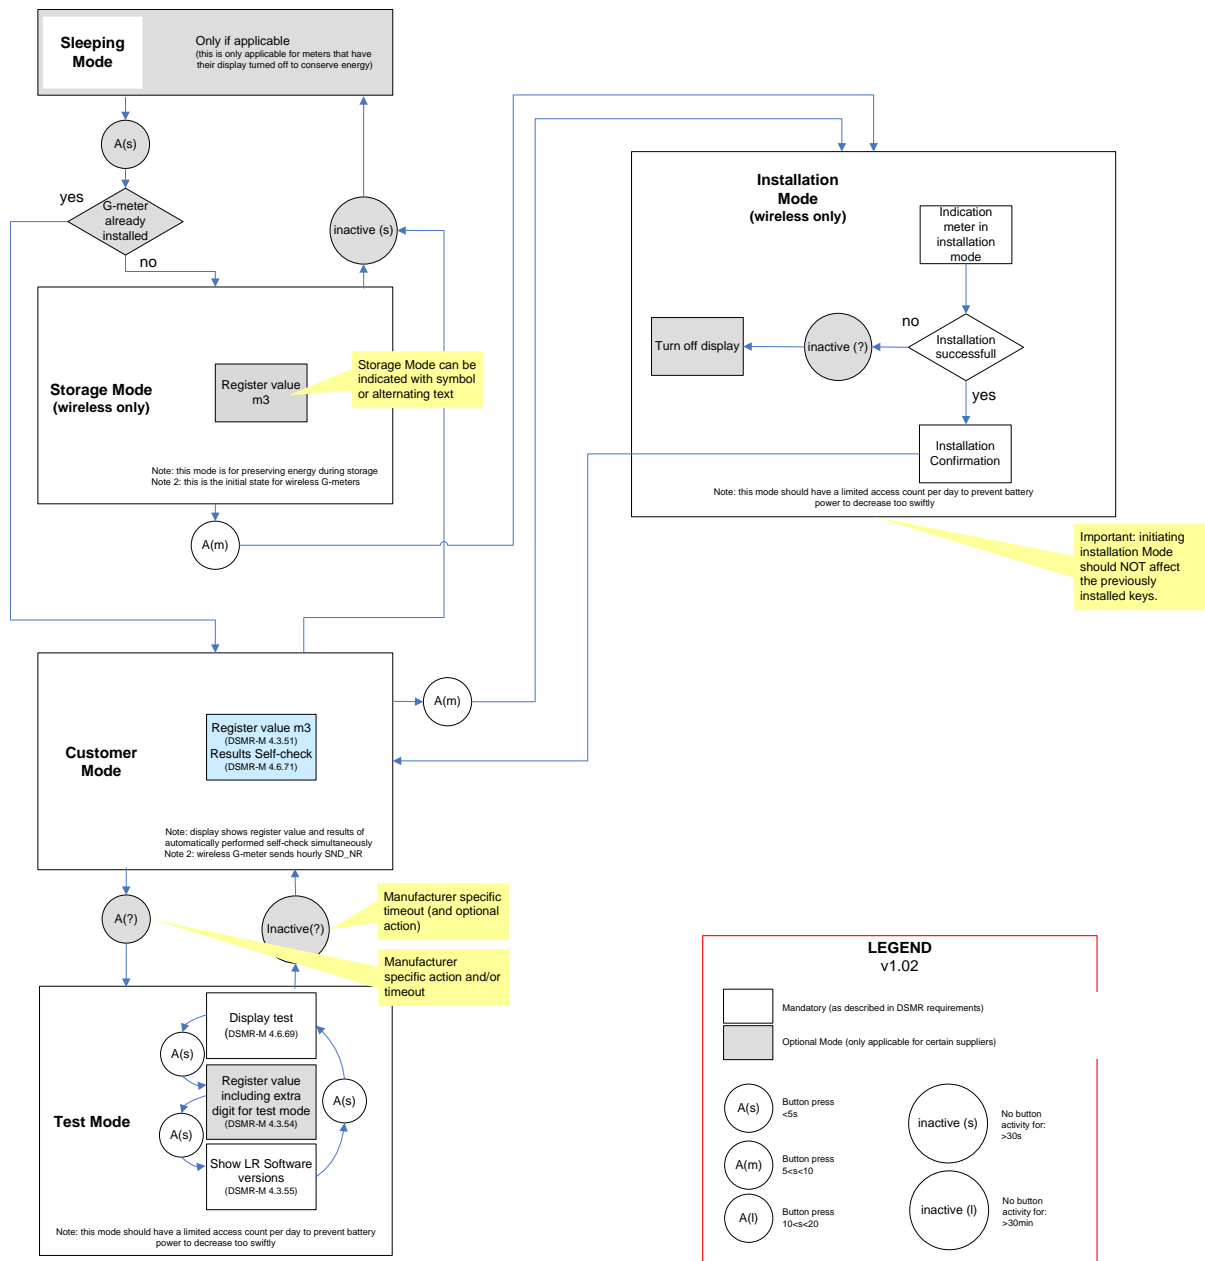 Sleeping
Mode
Only if applicable
(this is only applicable for meters that have
their display turned off to conserve energy)
A(s)
yes
G-meter
already
installed
no
inactive (s)
Storage Mode
(wireless only)
Register value
m3
Storage Mode can be
indicated with symbol
or alternating text
Note: this mode is for preserving energy during storage
Note 2: this is the initial state for wireless G-meters
A(m)
Installation
Mode
(wireless only)
Indication
meter in
installation
mode
no
Installation
successfull
inactive (?)
Turn off display
yes
Installation
Confirmation
Note: this mode should have a limited access count per day to prevent battery
power to decrease too swiftly
Important: initiating
installation Mode
should NOT affect
the previously
installed keys.
Customer
Mode
Register value m3
(DSMR-M 4.3.51)
Results Self-check
(DSMR-M 4.6.71)
A(m)
Note: display shows register value and results of
automatically performed self-check simultaneously
Note 2: wireless G-meter sends hourly SND_NR
A(?)
Inactive(?)
Manufacturer specific
timeout (and optional
action)
Manufacturer
specific action and/or
timeout
Test Mode
Display test
(DSMR-M 4.6.69)
A(s)
Register value
including extra
digit for test mode
(DSMR-M 4.3.54)
A(s)
A(s)
Show LR Software
versions
(DSMR-M 4.3.55)
Note: this mode should have a limited access count per day to prevent battery
power to decrease too swiftly
LEGEND
v1.02
Mandatory (as described in DSMR requirements)
Optional Mode (only applicable for certain suppliers)
A(s)
Button press
<5s
inactive (s)
No button
activity for:
>30s
A(m)
Button press
5<s<10
A(l)
Button press
10<s<20
inactive (l)
No button
activity for:
>30min